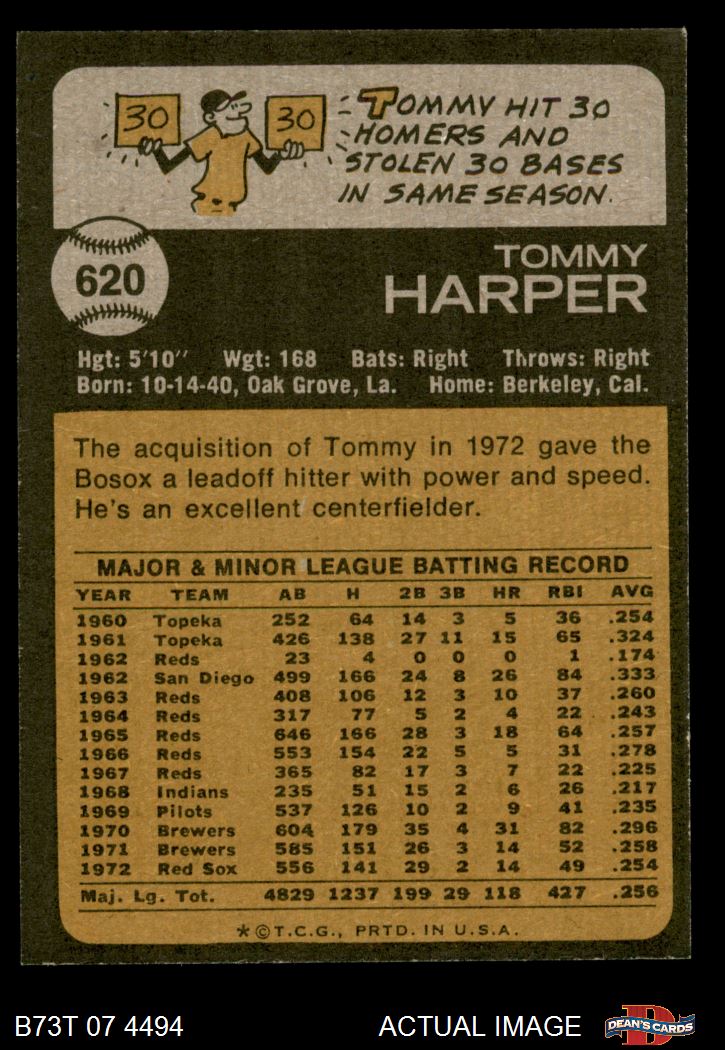 30
30
TOMMY HIT 30
HOMERS AND
STOLEN 30 BASES
IN SAME SEASON.
620
TOMMY
HARPER
Hgt: 5'10" Wgt: 168 Bats: Right Throws: Right
Born: 10-14-40, Oak Grove, La. Home: Berkeley, Cal.
The acquisition of Tommy in 1972 gave the
Bosox a leadoff hitter with power and speed.
He's an excellent centerfielder.
MAJOR & MINOR LEAGUE BATTING RECORD
YEAR TEAM AB H 2B 3B HR RBI AVG
1960 Topeka 252 64 14 3 5 36 .254
1961 Topeka 426 138 27 11 15 65 .324
1962 Reds 23 4 0 0 0 1 .174
1962 San Diego 499 166 24 8 26 84 .333
1963 Reds 408 106 12 3 10 37 .260
1964 Reds 317 77 5 2 4 22 .243
1965 Reds 646 166 28 3 18 64 .257
1966 Reds 553 154 22 5 5 31 .278
1967 Reds 365 82 17 3 7 22 .225
1968 Indians 235 51 15 2 6 26 .217
1969 Pilots 537 126 10 2 9 41 .235
1970 Brewers 604 179 35 4 31 82 .296
1971 Brewers 585 151 26 3 14 52 .258
1972 Red Sox 556 141 29 2 14 49 .254
Maj. Lg. Tot. 4829 1237 199 29 118 427 .256
*©T.C.G., PRTD. IN U.S.A.
B73T 07 4494 ACTUAL IMAGE
D
DEAN'S CARDS